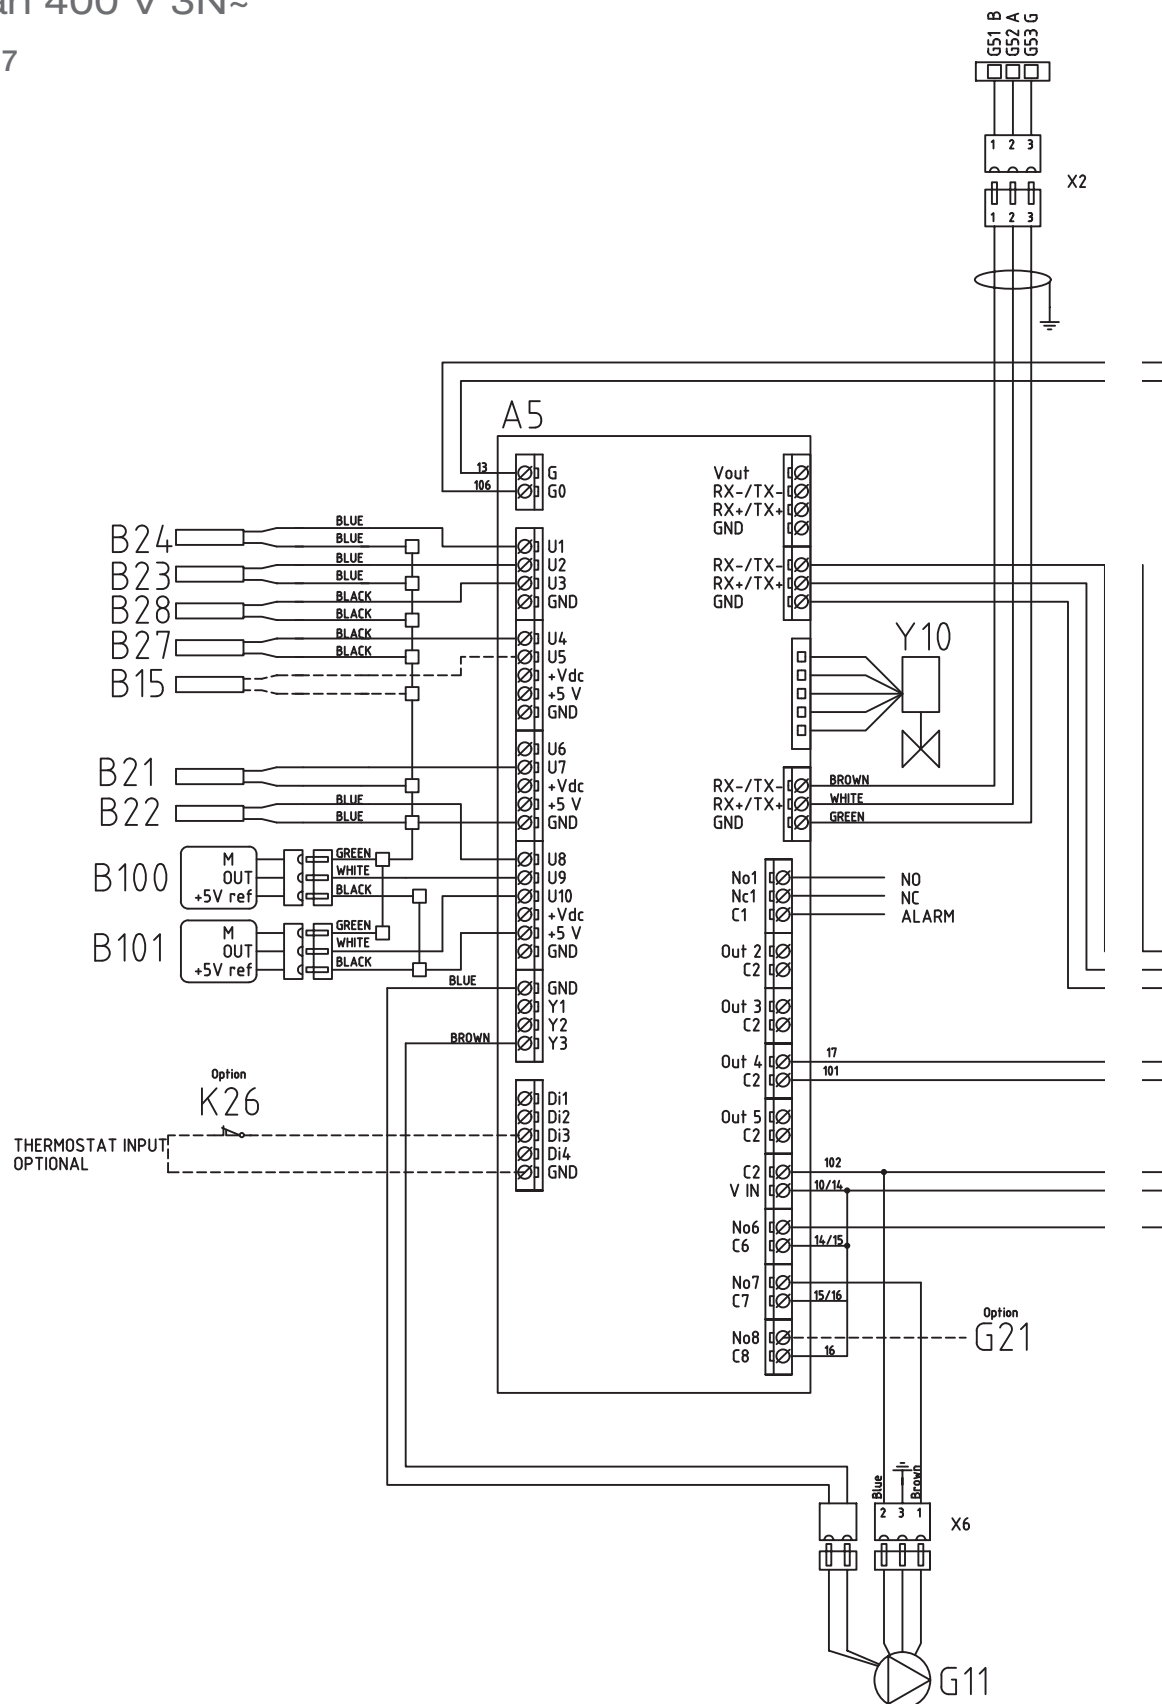 400 V 3N~
7
G51 B
G52 A
G53 G
1 2 3
X2
1 2 3
A5
13 G
106 G0
Vout
RX-/TX-
RX+/TX+
GND
B24 BLUE
BLUE
U1
B23 BLUE
BLUE
U2
U3
B28 BLACK
BLACK
GND
RX-/TX-
RX+/TX+
GND
B27 BLACK
BLACK
U4
U5
B15
+Vdc
+5 V
GND
Y10
U6
B21
U7
+Vdc
B22 BLUE
BLUE
+5 V
GND
RX-/TX- BROWN
RX+/TX+ WHITE
GND GREEN
B100
M GREEN
OUT WHITE
+5V ref BLACK
U8
U9
U10
+Vdc
+5 V
GND
No1 NO
Nc1 NC
C1 ALARM
B101
M GREEN
OUT WHITE
+5V ref BLACK
Out 2
C2
BLUE GND
Y1
Y2
BROWN Y3
Out 3
C2
Out 4 17
C2 101
Option
K26
THERMOSTAT INPUT
OPTIONAL
Di1
Di2
Di3
Di4
GND
Out 5
C2
C2 102
V IN 10/14
No6
C6 14/15
No7
C7 15/16
No8
C8 16
Option
G21
Blue
Brown
2 3 1
X6
G11